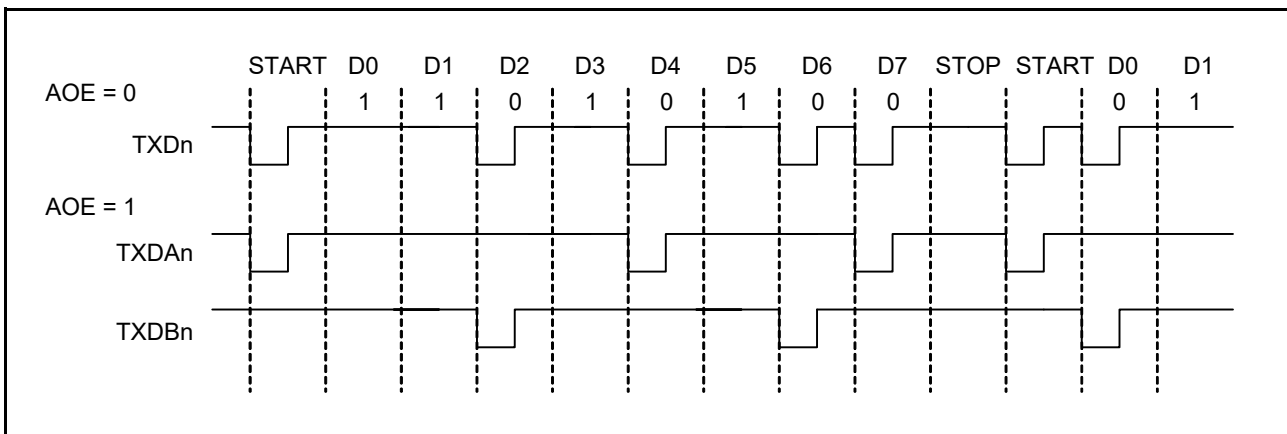 START D0 D1 D2 D3 D4 D5 D6 D7 STOP START D0 D1
AOE = 0
1 1 0 1 0 1 0 0 0 1
TXDn
AOE = 1
TXDAn
TXDBn